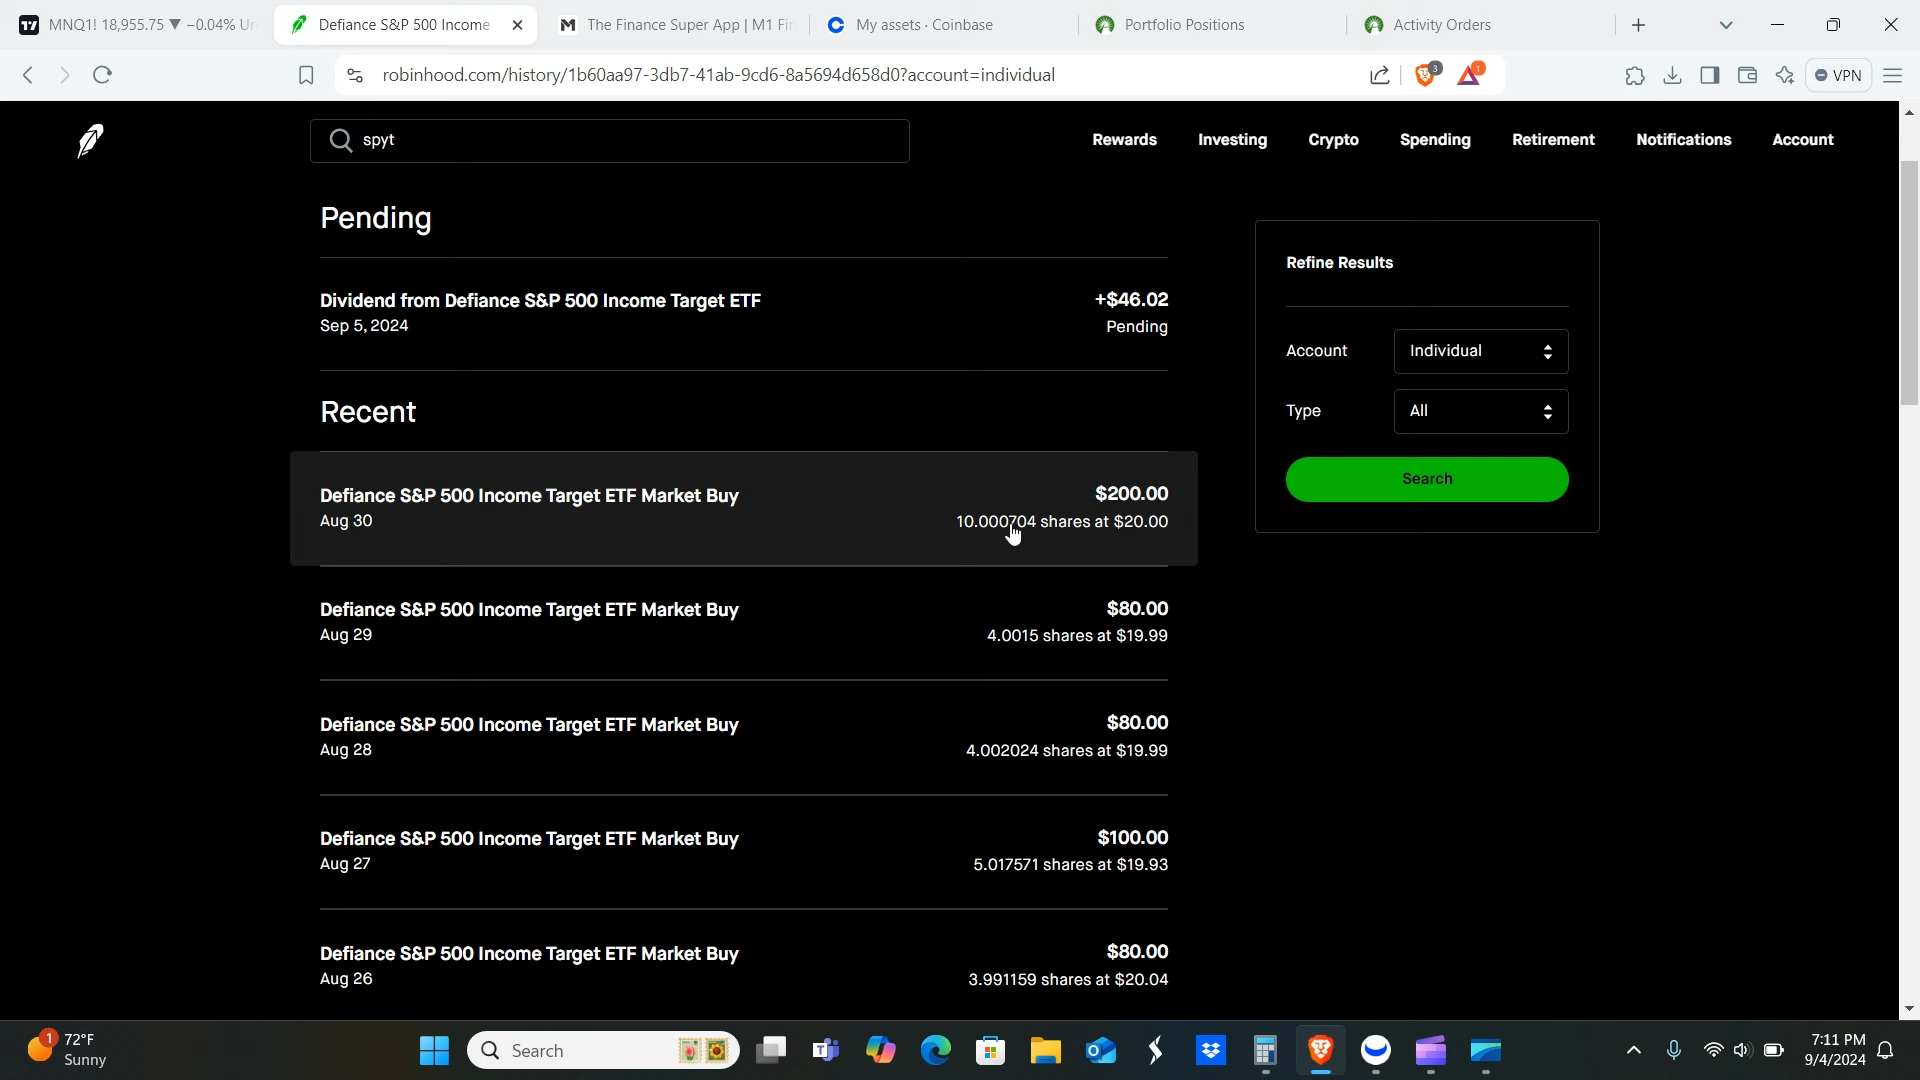 MNQ1! 18,955.75 ▼ −0.04% Un
Defiance S&P 500 Income
The Finance Super App | M1 Fin
My assets · Coinbase
Portfolio Positions
Activity Orders
robinhood.com/history/1b60aa97-3db7-41ab-9cd6-8a5694d658d0?account=individual
3
1
VPN
spyt
Rewards
Investing
Crypto
Spending
Retirement
Notifications
Account
Pending
Dividend from Defiance S&P 500 Income Target ETF
+$46.02
Sep 5, 2024
Pending
Refine Results
Account
Individual
Type
All
Search
Recent
Defiance S&P 500 Income Target ETF Market Buy
$200.00
Aug 30
10.000704 shares at $20.00
Defiance S&P 500 Income Target ETF Market Buy
$80.00
Aug 29
4.0015 shares at $19.99
Defiance S&P 500 Income Target ETF Market Buy
$80.00
Aug 28
4.002024 shares at $19.99
Defiance S&P 500 Income Target ETF Market Buy
$100.00
Aug 27
5.017571 shares at $19.93
Defiance S&P 500 Income Target ETF Market Buy
$80.00
Aug 26
3.991159 shares at $20.04
1
72°F
Sunny
Search
7:11 PM
9/4/2024